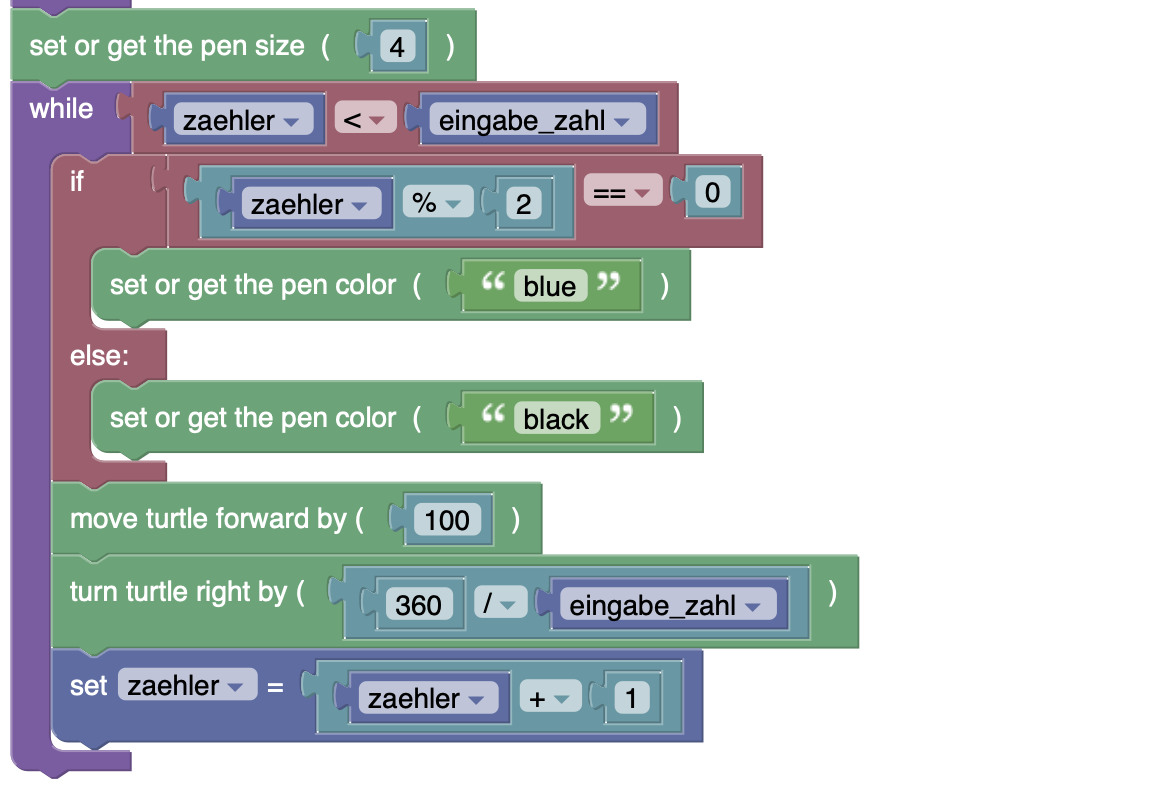 set or get the pen size ( 4 )
while zaehler < eingabe_zahl
if zaehler % 2 == 0
set or get the pen color ( “ blue ” )
else:
set or get the pen color ( “ black ” )
move turtle forward by ( 100 )
turn turtle right by ( 360 / eingabe_zahl )
set zaehler = zaehler + 1